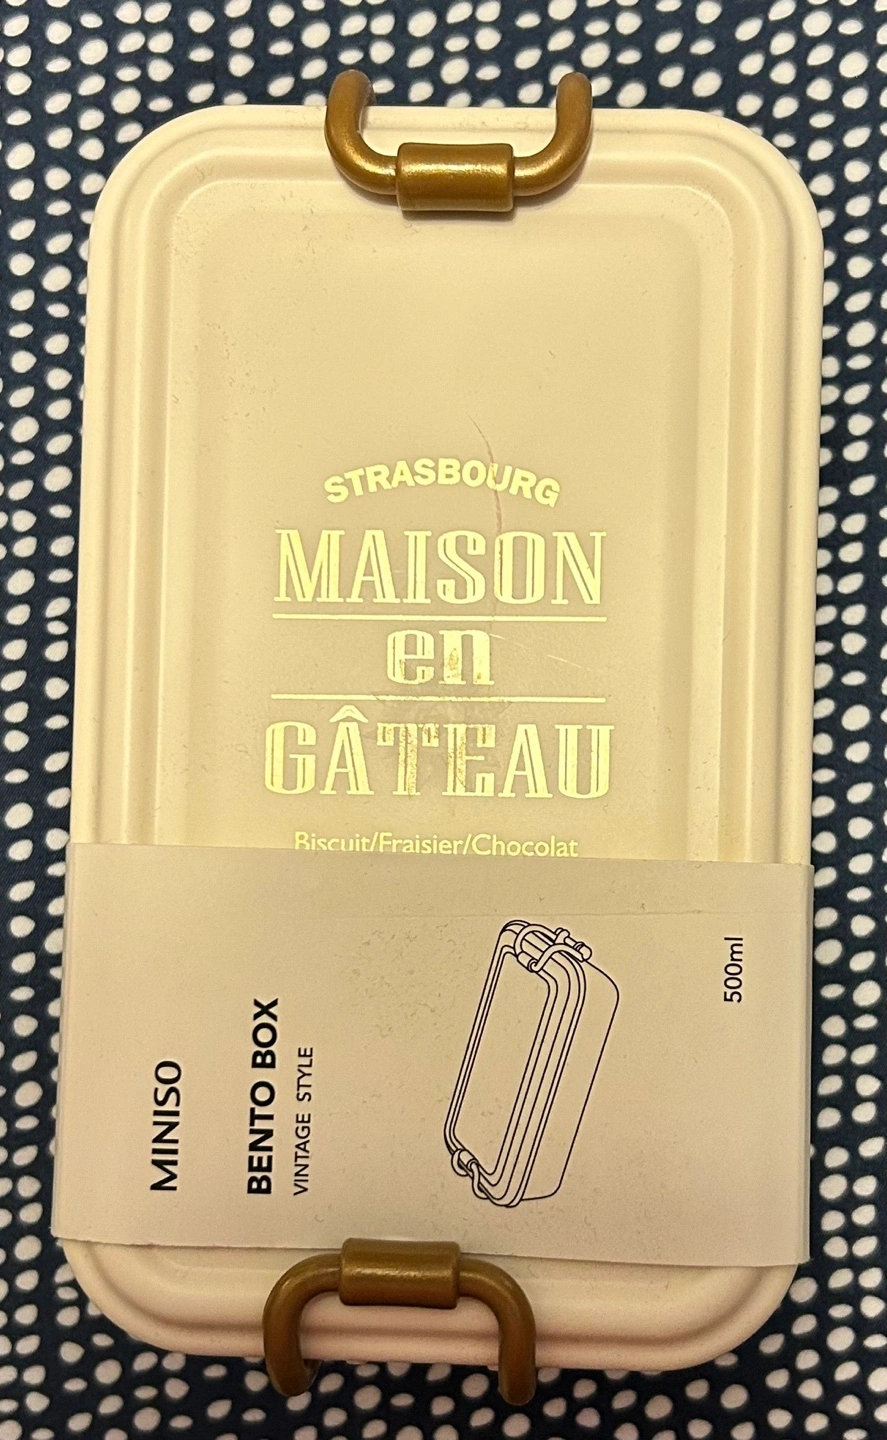 STRASBOURG
MAISON
en
GÂTEAU
Biscuit/Fraisier/Chocolat
MINISO
BENTO BOX
VINTAGE STYLE
500ml